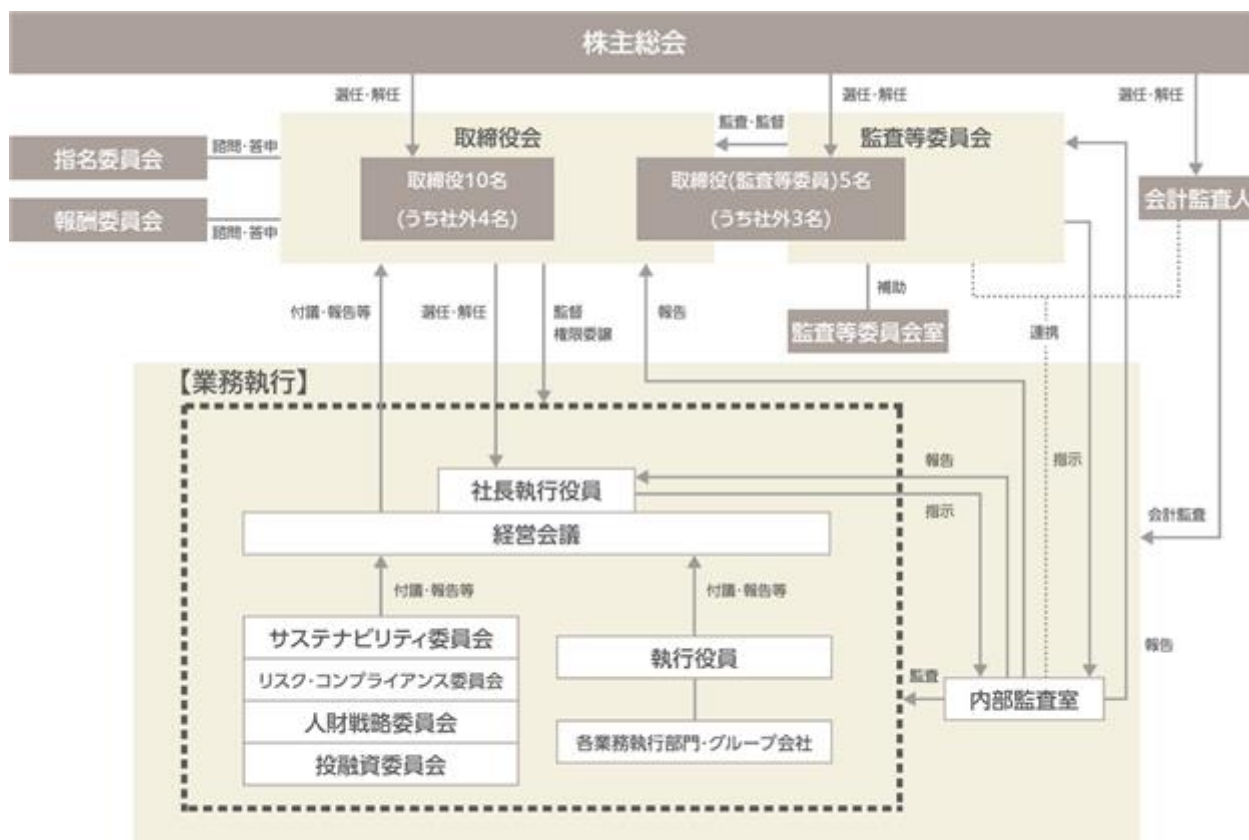 株主総会
選任・解任
選任・解任
選任・解任
指名委員会
諮問・答申
報酬委員会
諮問・答申
取締役会
取締役10名
(うち社外4名)
監査・監督
監査等委員会
取締役(監査等委員)5名
(うち社外3名)
会計監査人
付議・報告等
選任・解任
監督
権限委譲
報告
補助
監査等委員会室
連携
【業務執行】
社長執行役員
経営会議
報告
指示
指示
会計監査
付議・報告等
付議・報告等
サステナビリティ委員会
リスク・コンプライアンス委員会
人財戦略委員会
投融資委員会
執行役員
各業務執行部門・グループ会社
監査
内部監査室
報告